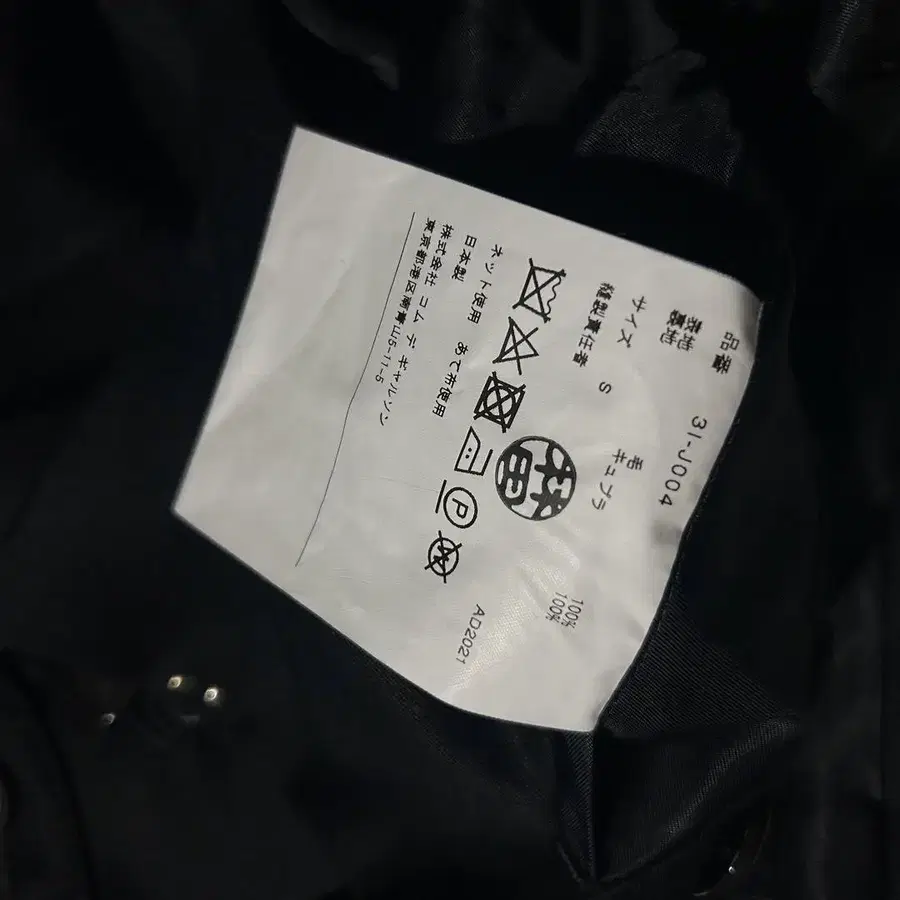 品番 31-J004
表地 毛 100%
裏地 キュプラ 100%
サイズ S
縫製責任者
AD2021
P
W
ネット使用 あて布使用
日本製
株式会社 コム デ ギャルソン
東京都港区南青山5-11-5